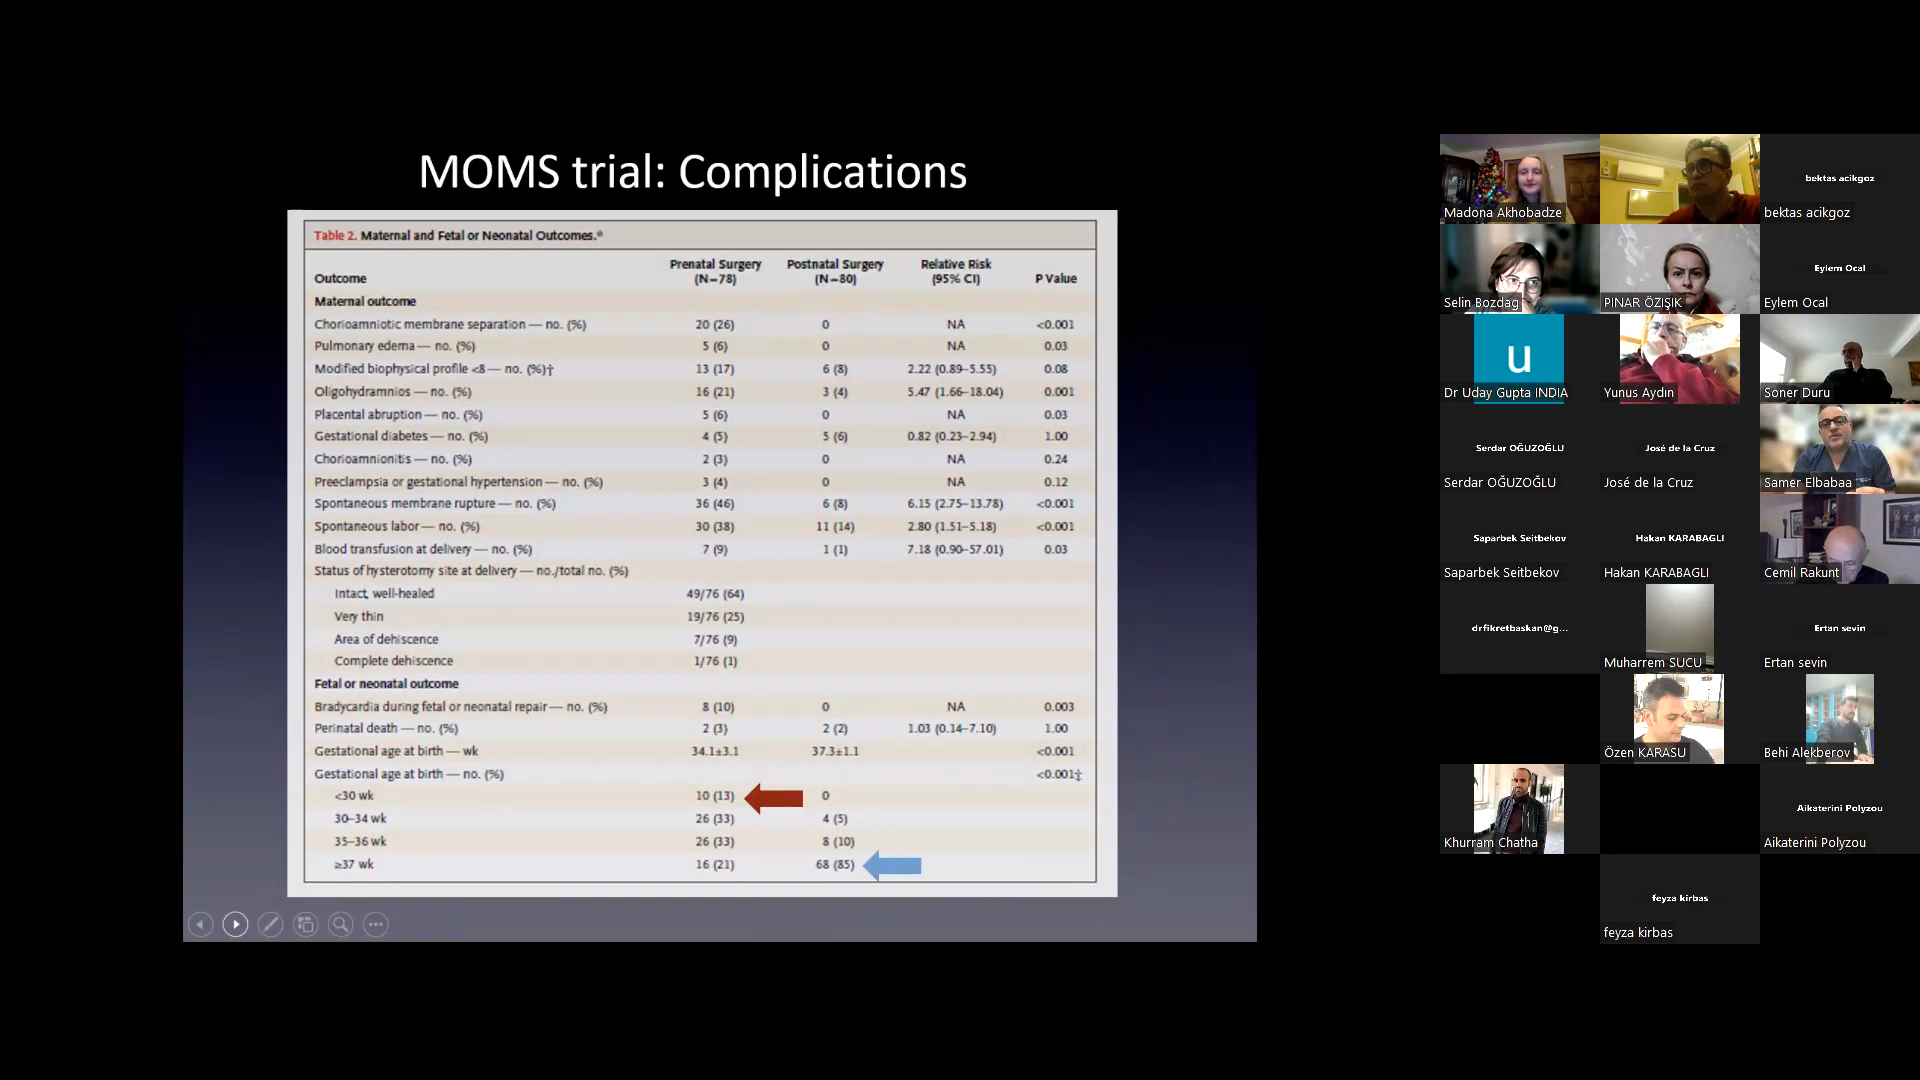 MOMS trial: Complications
Table 2. Maternal and Fetal or Neonatal Outcomes.*
Outcome Prenatal Surgery (N=78) Postnatal Surgery (N=80) Relative Risk (95% CI) P Value
Maternal outcome
Chorioamniotic membrane separation — no. (%) 20 (26) 0 NA <0.001
Pulmonary edema — no. (%) 5 (6) 0 NA 0.03
Modified biophysical profile <8 — no. (%)† 13 (17) 6 (8) 2.22 (0.89–5.55) 0.08
Oligohydramnios — no. (%) 16 (21) 3 (4) 5.47 (1.66–18.04) 0.001
Placental abruption — no. (%) 5 (6) 0 NA 0.03
Gestational diabetes — no. (%) 4 (5) 5 (6) 0.82 (0.23–2.94) 1.00
Chorioamnionitis — no. (%) 2 (3) 0 NA 0.24
Preeclampsia or gestational hypertension — no. (%) 3 (4) 0 NA 0.12
Spontaneous membrane rupture — no. (%) 36 (46) 6 (8) 6.15 (2.75–13.78) <0.001
Spontaneous labor — no. (%) 30 (38) 11 (14) 2.80 (1.51–5.18) <0.001
Blood transfusion at delivery — no. (%) 7 (9) 1 (1) 7.18 (0.90–57.01) 0.03
Status of hysterotomy site at delivery — no./total no. (%)
Intact, well-healed 49/76 (64)
Very thin 19/76 (25)
Area of dehiscence 7/76 (9)
Complete dehiscence 1/76 (1)
Fetal or neonatal outcome
Bradycardia during fetal or neonatal repair — no. (%) 8 (10) 0 NA 0.003
Perinatal death — no. (%) 2 (3) 2 (2) 1.03 (0.14–7.10) 1.00
Gestational age at birth — wk 34.1±3.1 37.3±1.1 <0.001
Gestational age at birth — no. (%) <0.001‡
<30 wk 10 (13) 0
30–34 wk 26 (33) 4 (5)
35–36 wk 26 (33) 8 (10)
≥37 wk 16 (21) 68 (85)
Madona Akhobadze
bektas acikgoz
bektas acikgoz
Selin Bozdag
PINAR ÖZIŞIK
Eylem Ocal
Eylem Ocal
u
Dr Uday Gupta INDIA
Yunus Aydın
Soner Duru
Serdar OĞUZOĞLU
Serdar OĞUZOĞLU
José de la Cruz
José de la Cruz
Samer Elbabaa
Saparbek Seitbekov
Saparbek Seitbekov
Hakan KARABAGLI
Hakan KARABAGLI
Cemil Rakunt
drfikretbaskan@g...
Muharrem SUCU
Ertan sevin
Ertan sevin
Özen KARASU
Behi Alekberov
Khurram Chatha
Aikaterini Polyzou
Aikaterini Polyzou
feyza kirbas
feyza kirbas